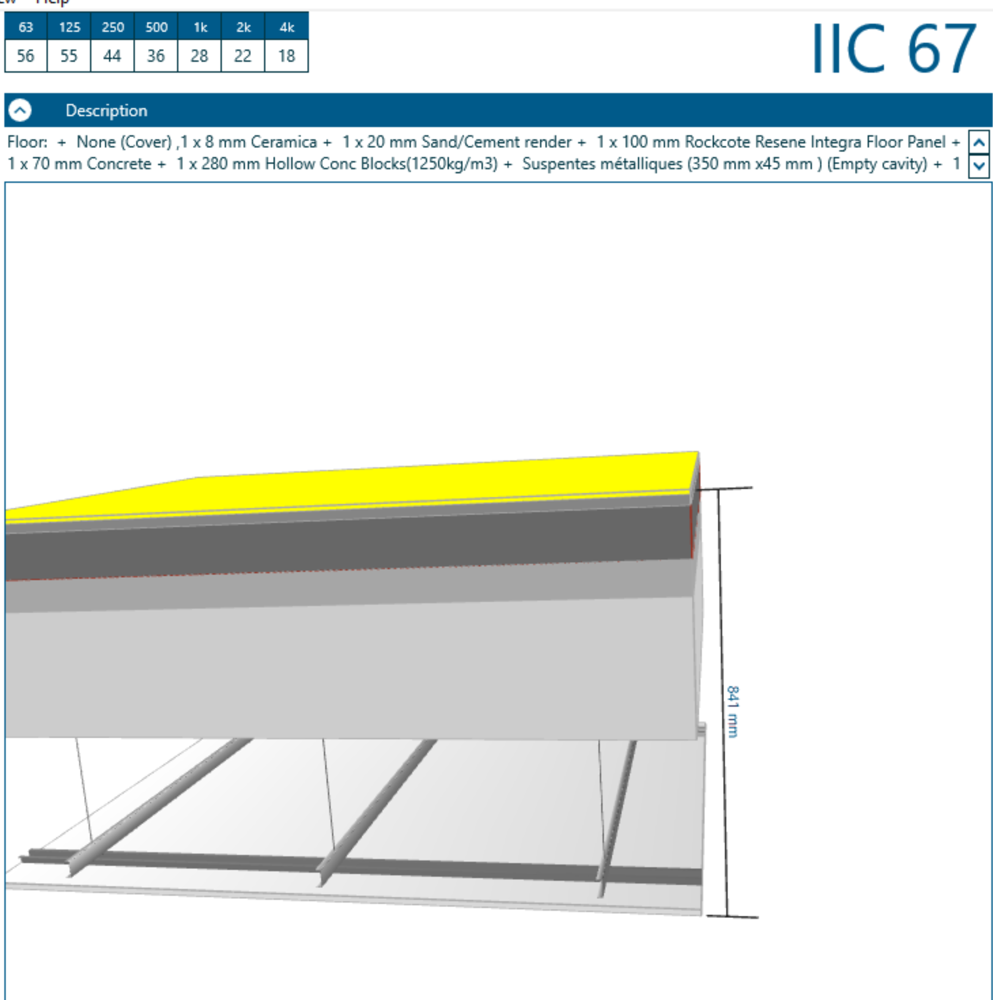 Help
63 125 250 500 1k 2k 4k
56 55 44 36 28 22 18
IIC 67
Description
Floor: + None (Cover) ,1 x 8 mm Ceramica + 1 x 20 mm Sand/Cement render + 1 x 100 mm Rockcote Resene Integra Floor Panel +
1 x 70 mm Concrete + 1 x 280 mm Hollow Conc Blocks(1250kg/m3) + Suspentes métalliques (350 mm x45 mm ) (Empty cavity) + 1
841 mm